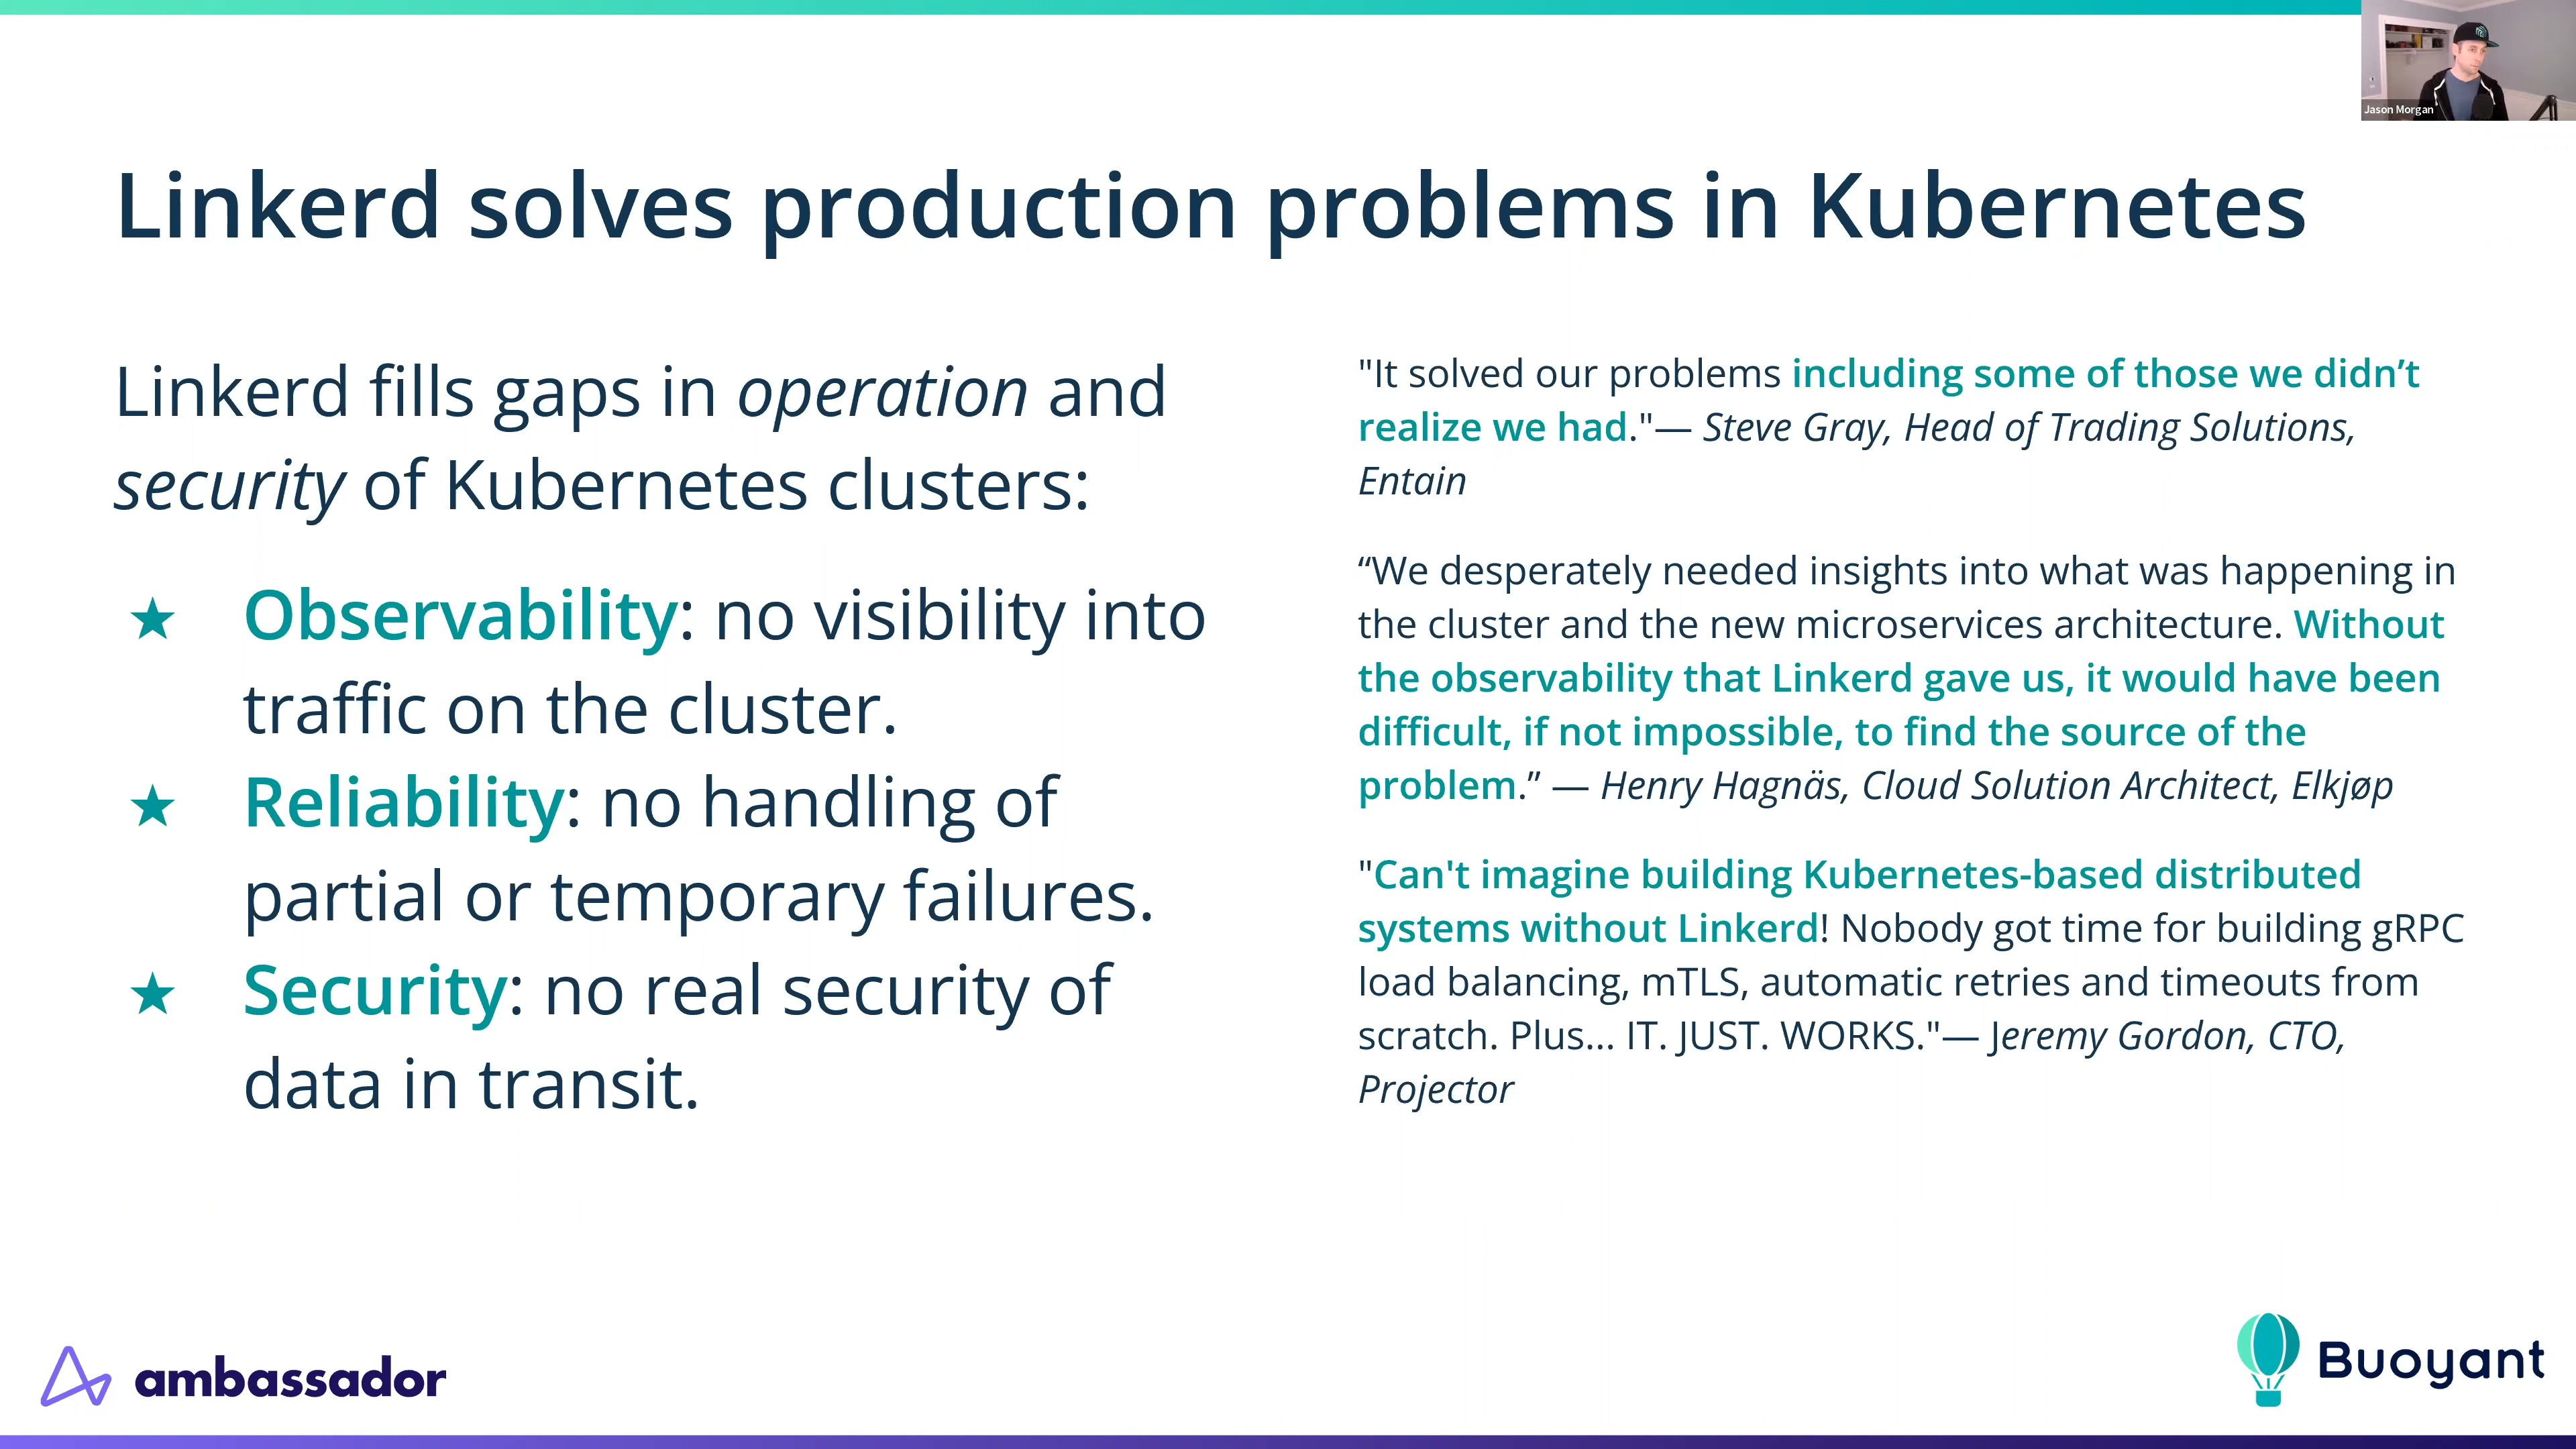 Jason Morgan
Linkerd solves production problems in Kubernetes
Linkerd fills gaps in operation and
security of Kubernetes clusters:
★ Observability: no visibility into
traffic on the cluster.
★ Reliability: no handling of
partial or temporary failures.
★ Security: no real security of
data in transit.
"It solved our problems including some of those we didn’t
realize we had."— Steve Gray, Head of Trading Solutions,
Entain
“We desperately needed insights into what was happening in
the cluster and the new microservices architecture. Without
the observability that Linkerd gave us, it would have been
difficult, if not impossible, to find the source of the
problem.” — Henry Hagnäs, Cloud Solution Architect, Elkjøp
"Can't imagine building Kubernetes-based distributed
systems without Linkerd! Nobody got time for building gRPC
load balancing, mTLS, automatic retries and timeouts from
scratch. Plus... IT. JUST. WORKS."— Jeremy Gordon, CTO,
Projector
ambassador
Buoyant